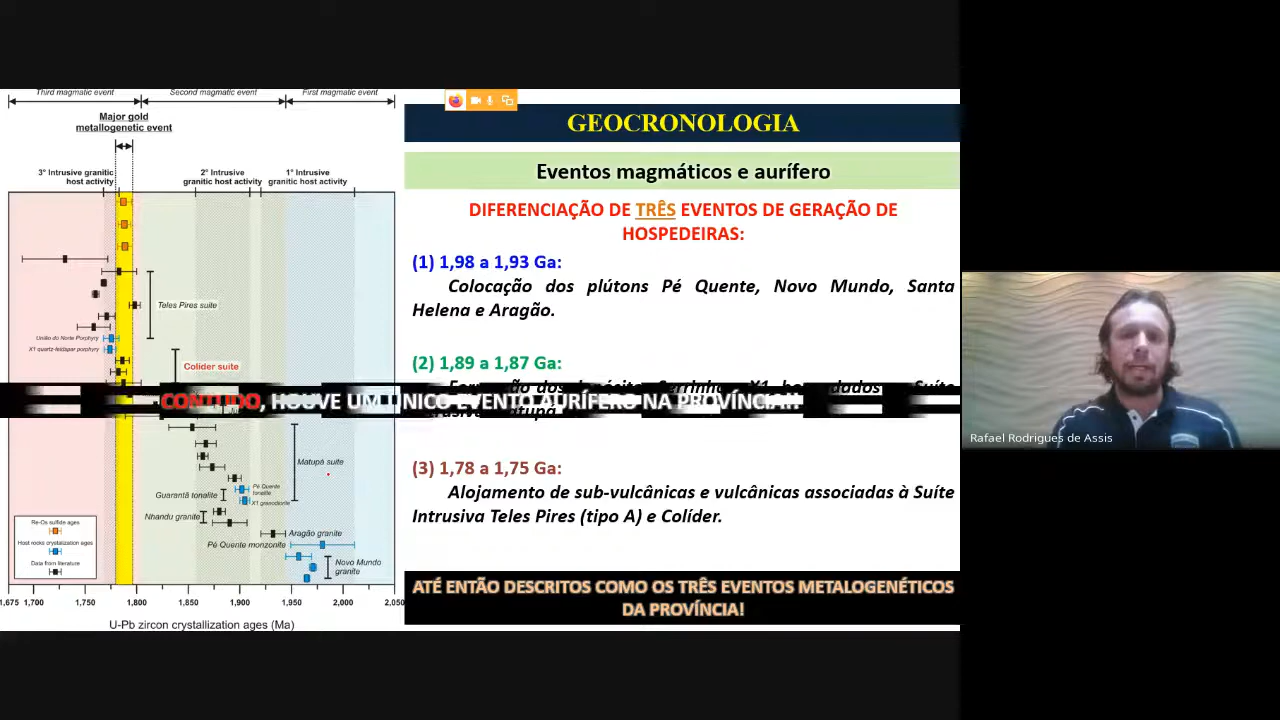 Third magmatic event
Second magmatic event
First magmatic event
Major gold
metallogenetic event
3° Intrusive granitic
host activity
2° Intrusive
granitic host activity
1° Intrusive
granitic host activity
Teles Pires suite
União do Norte Porphyry
X1 quartz-feldspar porphyry
Colider suite
Matupá suite
Pé Quente
tonalite
Guarantã tonalite
X1 granodiorite
Nhandu granite
Aragão granite
Pé Quente monzonite
Novo Mundo
granite
Re-Os sulfide ages
Host rocks crystalization ages
Data from literature
1,675 1,700 1,750 1,800 1,850 1,900 1,950 2,000 2,050
U-Pb zircon crystallization ages (Ma)
GEOCRONOLOGIA
Eventos magmáticos e aurífero
DIFERENCIAÇÃO DE TRÊS EVENTOS DE GERAÇÃO DE
HOSPEDEIRAS:
(1) 1,98 a 1,93 Ga:
Colocação dos plútons Pé Quente, Novo Mundo, Santa
Helena e Aragão.
(2) 1,89 a 1,87 Ga:
CONTUDO, HOUVE UM ÚNICO EVENTO AURÍFERO NA PROVÍNCIA!!
(3) 1,78 a 1,75 Ga:
Alojamento de sub-vulcânicas e vulcânicas associadas à Suíte
Intrusiva Teles Pires (tipo A) e Colíder.
ATÉ ENTÃO DESCRITOS COMO OS TRÊS EVENTOS METALOGENÉTICOS
DA PROVÍNCIA!
Rafael Rodrigues de Assis